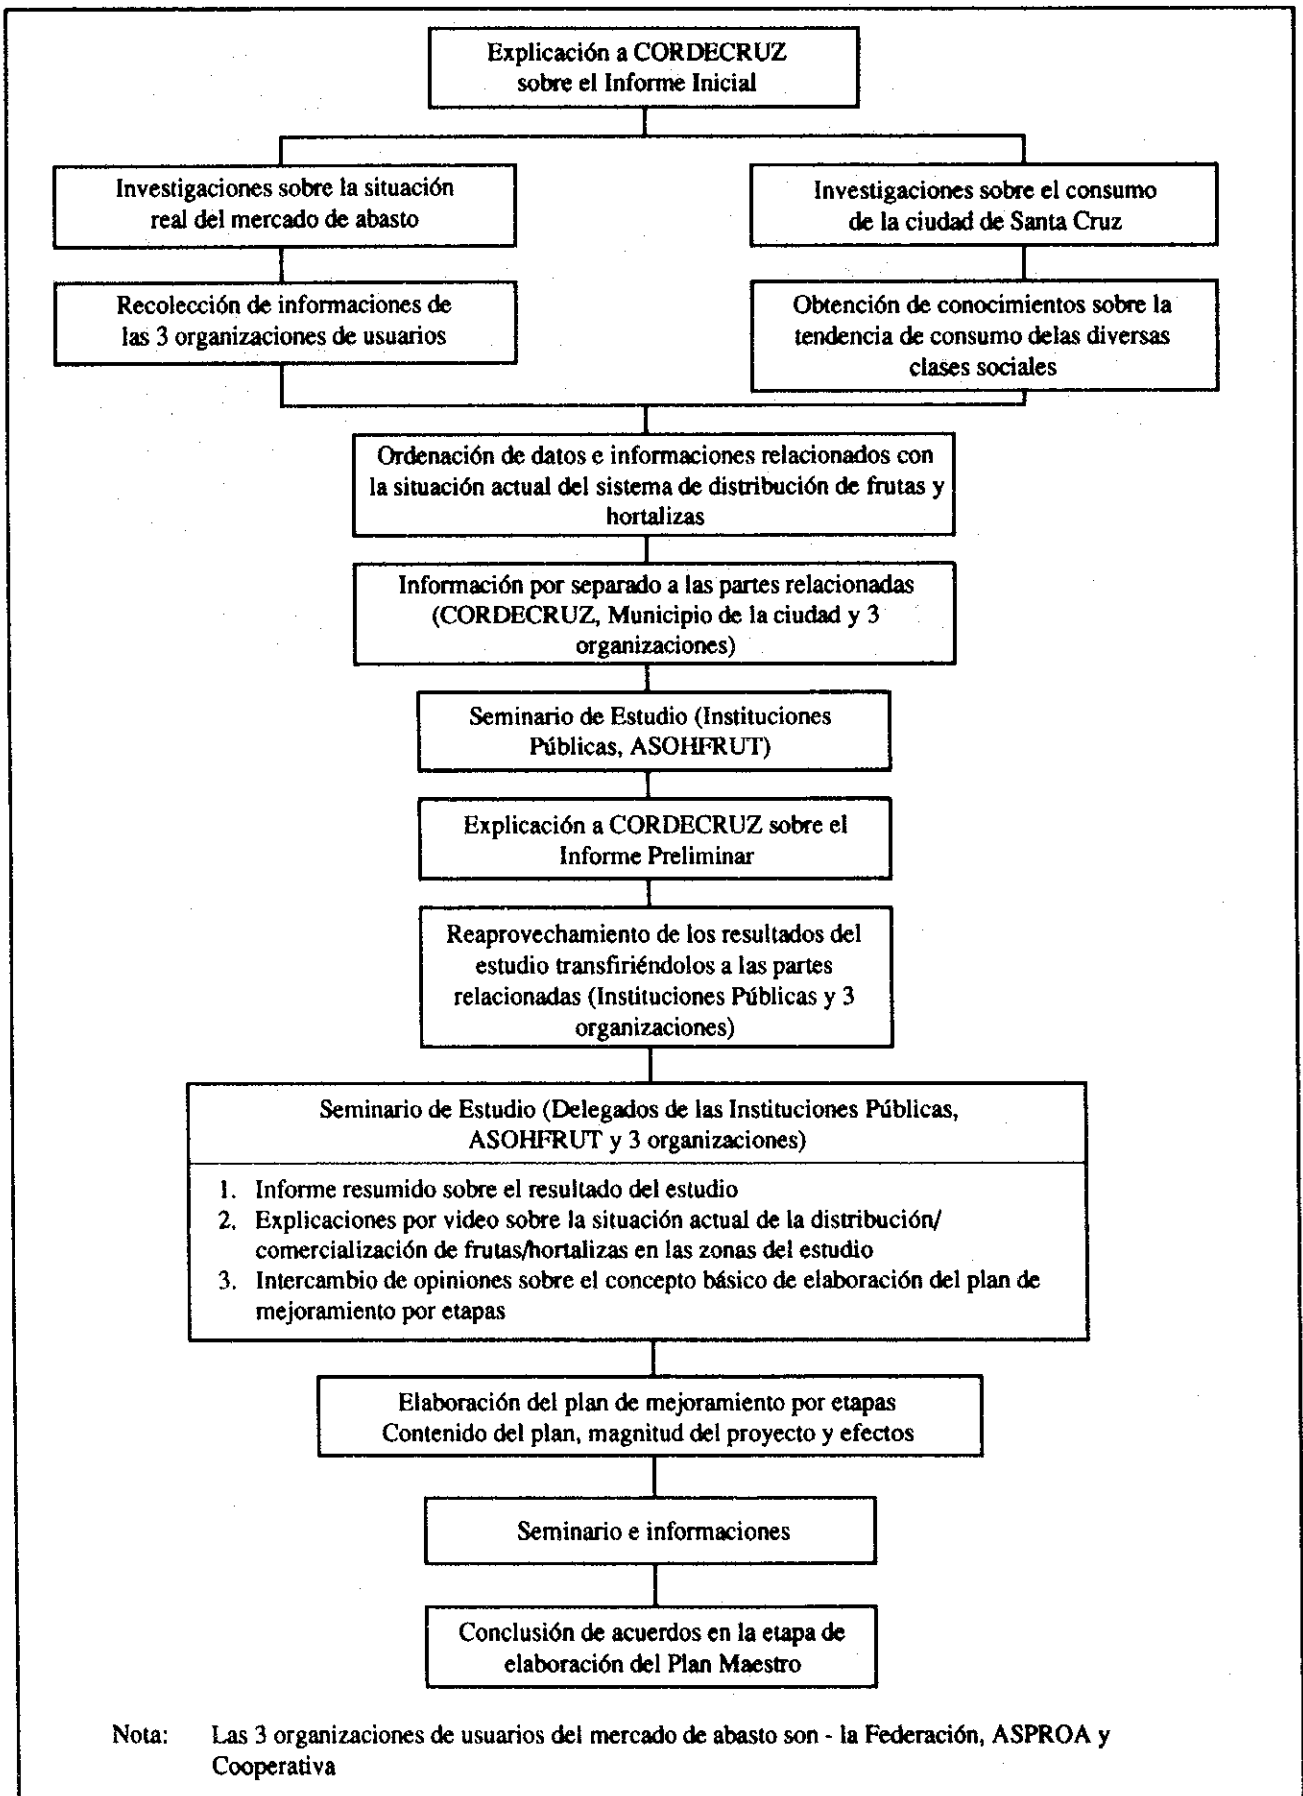 Explicación a CORDECRUZ
sobre el Informe Inicial
Investigaciones sobre la situación
real del mercado de abasto
Investigaciones sobre el consumo
de la ciudad de Santa Cruz
Recolección de informaciones de
las 3 organizaciones de usuarios
Obtención de conocimientos sobre la
tendencia de consumo delas diversas
clases sociales
Ordenación de datos e informaciones relacionados con
la situación actual del sistema de distribución de frutas y
hortalizas
Información por separado a las partes relacionadas
(CORDECRUZ, Municipio de la ciudad y 3
organizaciones)
Seminario de Estudio (Instituciones
Públicas, ASOHFRUT)
Explicación a CORDECRUZ sobre el
Informe Preliminar
Reaprovechamiento de los resultados del
estudio transfiriéndolos a las partes
relacionadas (Instituciones Públicas y 3
organizaciones)
Seminario de Estudio (Delegados de las Instituciones Públicas,
ASOHFRUT y 3 organizaciones)
1. Informe resumido sobre el resultado del estudio
2. Explicaciones por video sobre la situación actual de la distribución/
comercialización de frutas/hortalizas en las zonas del estudio
3. Intercambio de opiniones sobre el concepto básico de elaboración del plan de
mejoramiento por etapas
Elaboración del plan de mejoramiento por etapas
Contenido del plan, magnitud del proyecto y efectos
Seminario e informaciones
Conclusión de acuerdos en la etapa de
elaboración del Plan Maestro
Nota: Las 3 organizaciones de usuarios del mercado de abasto son - la Federación, ASPROA y
Cooperativa